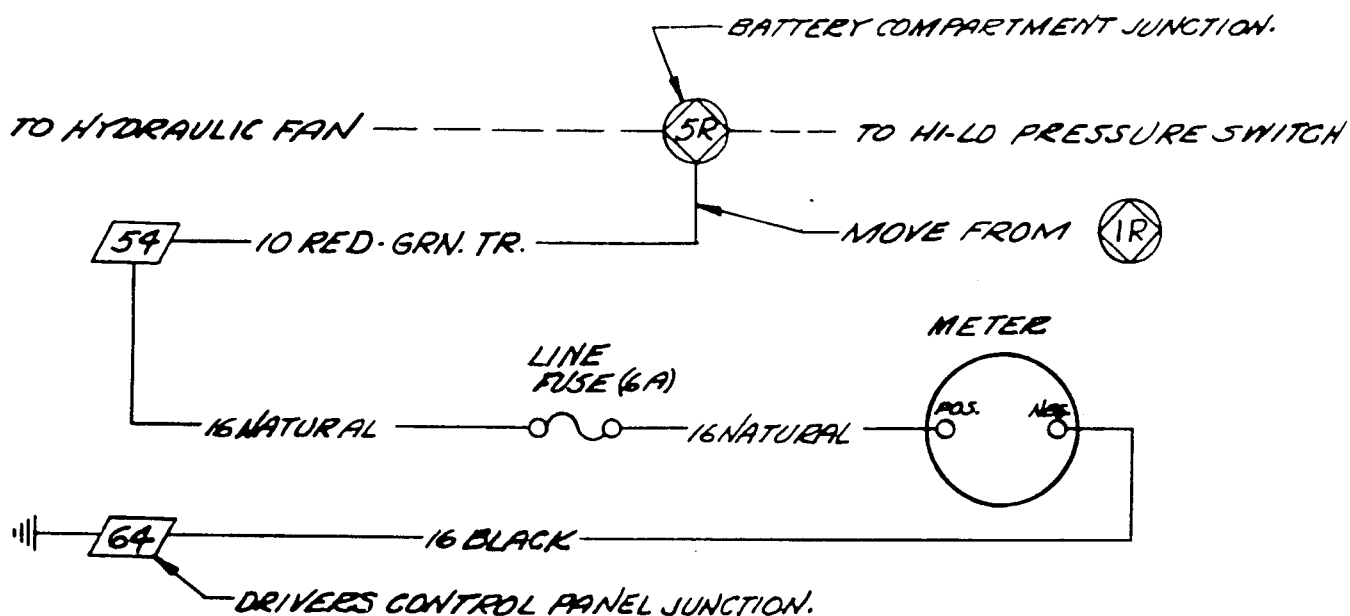 BATTERY COMPARTMENT JUNCTION.
TO HYDRAULIC FAN
5R
TO HI-LO PRESSURE SWITCH
54
10 RED-GRN. TR.
MOVE FROM
1R
METER
LINE
FUSE (6A)
POS.
NEG.
16 NATURAL
16 NATURAL
64
16 BLACK
DRIVERS CONTROL PANEL JUNCTION.